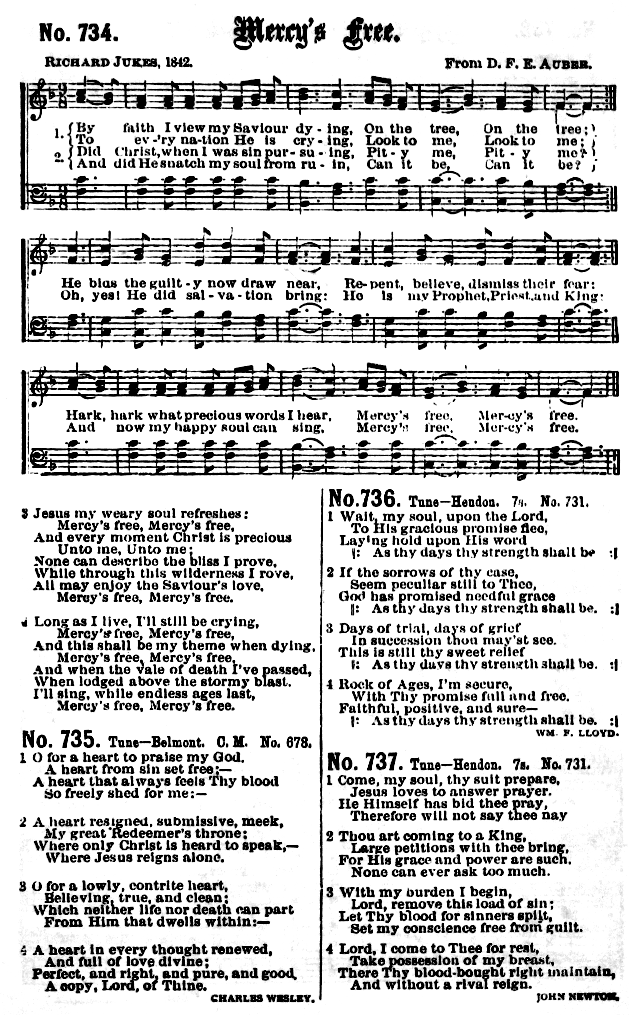 No. 734. Mercy's Free.
RICHARD JUKES, 1842. From D. F. E. AUBER.
1. { By faith I view my Saviour dy - ing, On the tree, On the tree; }
{ To ev-'ry na-tion He is cry - ing, Look to me, Look to me; }
2. { Did Christ, when I was sin pur - su - ing, Pit - y me, Pit - y me? }
{ And did He snatch my soul from ru - in, Can it be, Can it be? }
He bids the guilt - y now draw near, Re-pent, believe, dismiss their fear:
Oh, yes! He did sal - va - tion bring: He is my Prophet, Priest, and King:
Hark, hark what precious words I hear, Mercy's free, Mer-cy's free.
And now my happy soul can sing, Mercy's free, Mer-cy's free.
3 Jesus my weary soul refreshes:
Mercy's free, Mercy's free,
And every moment Christ is precious
Unto me, Unto me;
None can describe the bliss I prove,
While through this wilderness I rove,
All may enjoy the Saviour's love,
Mercy's free, Mercy's free.
4 Long as I live, I'll still be crying,
Mercy's free, Mercy's free,
And this shall be my theme when dying,
Mercy's free, Mercy's free,
And when the vale of death I've passed,
When lodged above the stormy blast.
I'll sing, while endless ages last,
Mercy's free, Mercy's free.
No. 735. Tune—Belmont. C. M. No. 678.
1 O for a heart to praise my God.
A heart from sin set free;—
A heart that always feels Thy blood
So freely shed for me:—
2 A heart resigned, submissive, meek,
My great Redeemer's throne;
Where only Christ is heard to speak,—
Where Jesus reigns alone.
3 O for a lowly, contrite heart,
Believing, true, and clean;
Which neither life nor death can part
From Him that dwells within:—
4 A heart in every thought renewed,
And full of love divine;
Perfect, and right, and pure, and good,
A copy, Lord, of Thine.
CHARLES WESLEY.
No. 736. Tune—Hendon. 7s. No. 731.
1 Wait, my soul, upon the Lord,
To His gracious promise flee,
Laying hold upon His word
|: As thy days thy strength shall be :|
2 If the sorrows of thy case,
Seem peculiar still to Thee,
God has promised needful grace
|: As thy days thy strength shall be. :|
3 Days of trial, days of grief
In succession thou may'st see.
This is still thy sweet relief
|: As thy days thy strength shall be. :|
4 Rock of Ages, I'm secure,
With Thy promise full and free,
Faithful, positive, and sure—
|: As thy days thy strength shall be. :|
WM. F. LLOYD.
No. 737. Tune—Hendon. 7s. No. 731.
1 Come, my soul, thy suit prepare,
Jesus loves to answer prayer.
He Himself has bid thee pray,
Therefore will not say thee nay
2 Thou art coming to a King,
Large petitions with thee bring,
For His grace and power are such.
None can ever ask too much.
3 With my burden I begin,
Lord, remove this load of sin;
Let Thy blood for sinners spilt,
Set my conscience free from guilt.
4 Lord, I come to Thee for rest,
Take possession of my breast,
There Thy blood-bought right maintain,
And without a rival reign.
JOHN NEWTON.